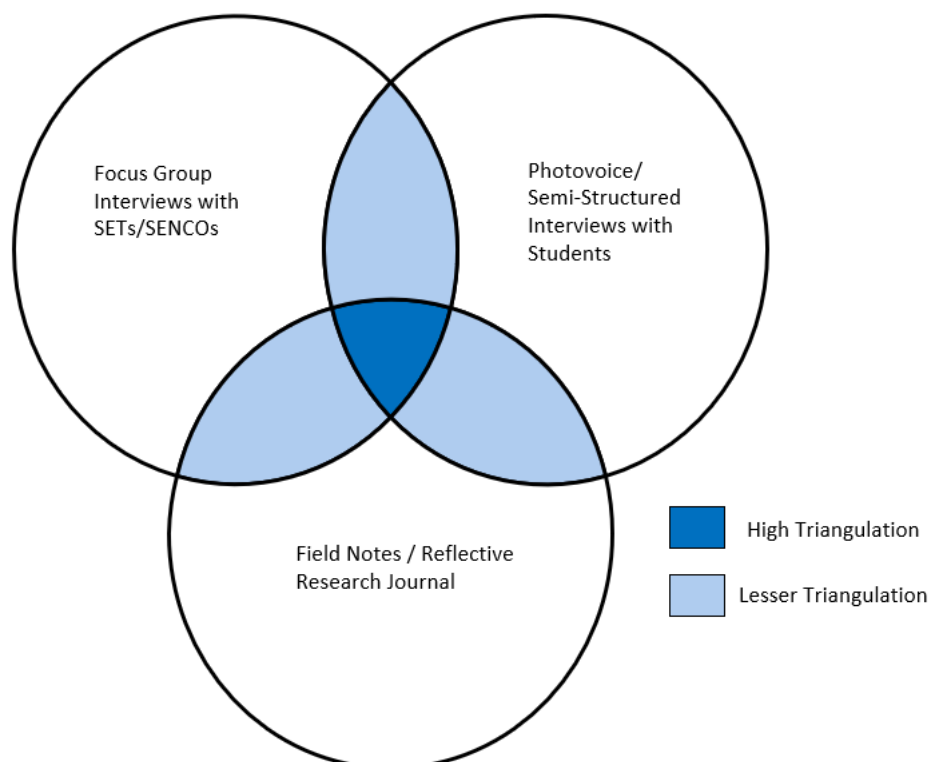 Focus Group
Interviews with
SETs/SENCOs
Photovoice/
Semi-Structured
Interviews with
Students
Field Notes / Reflective
Research Journal
High Triangulation
Lesser Triangulation